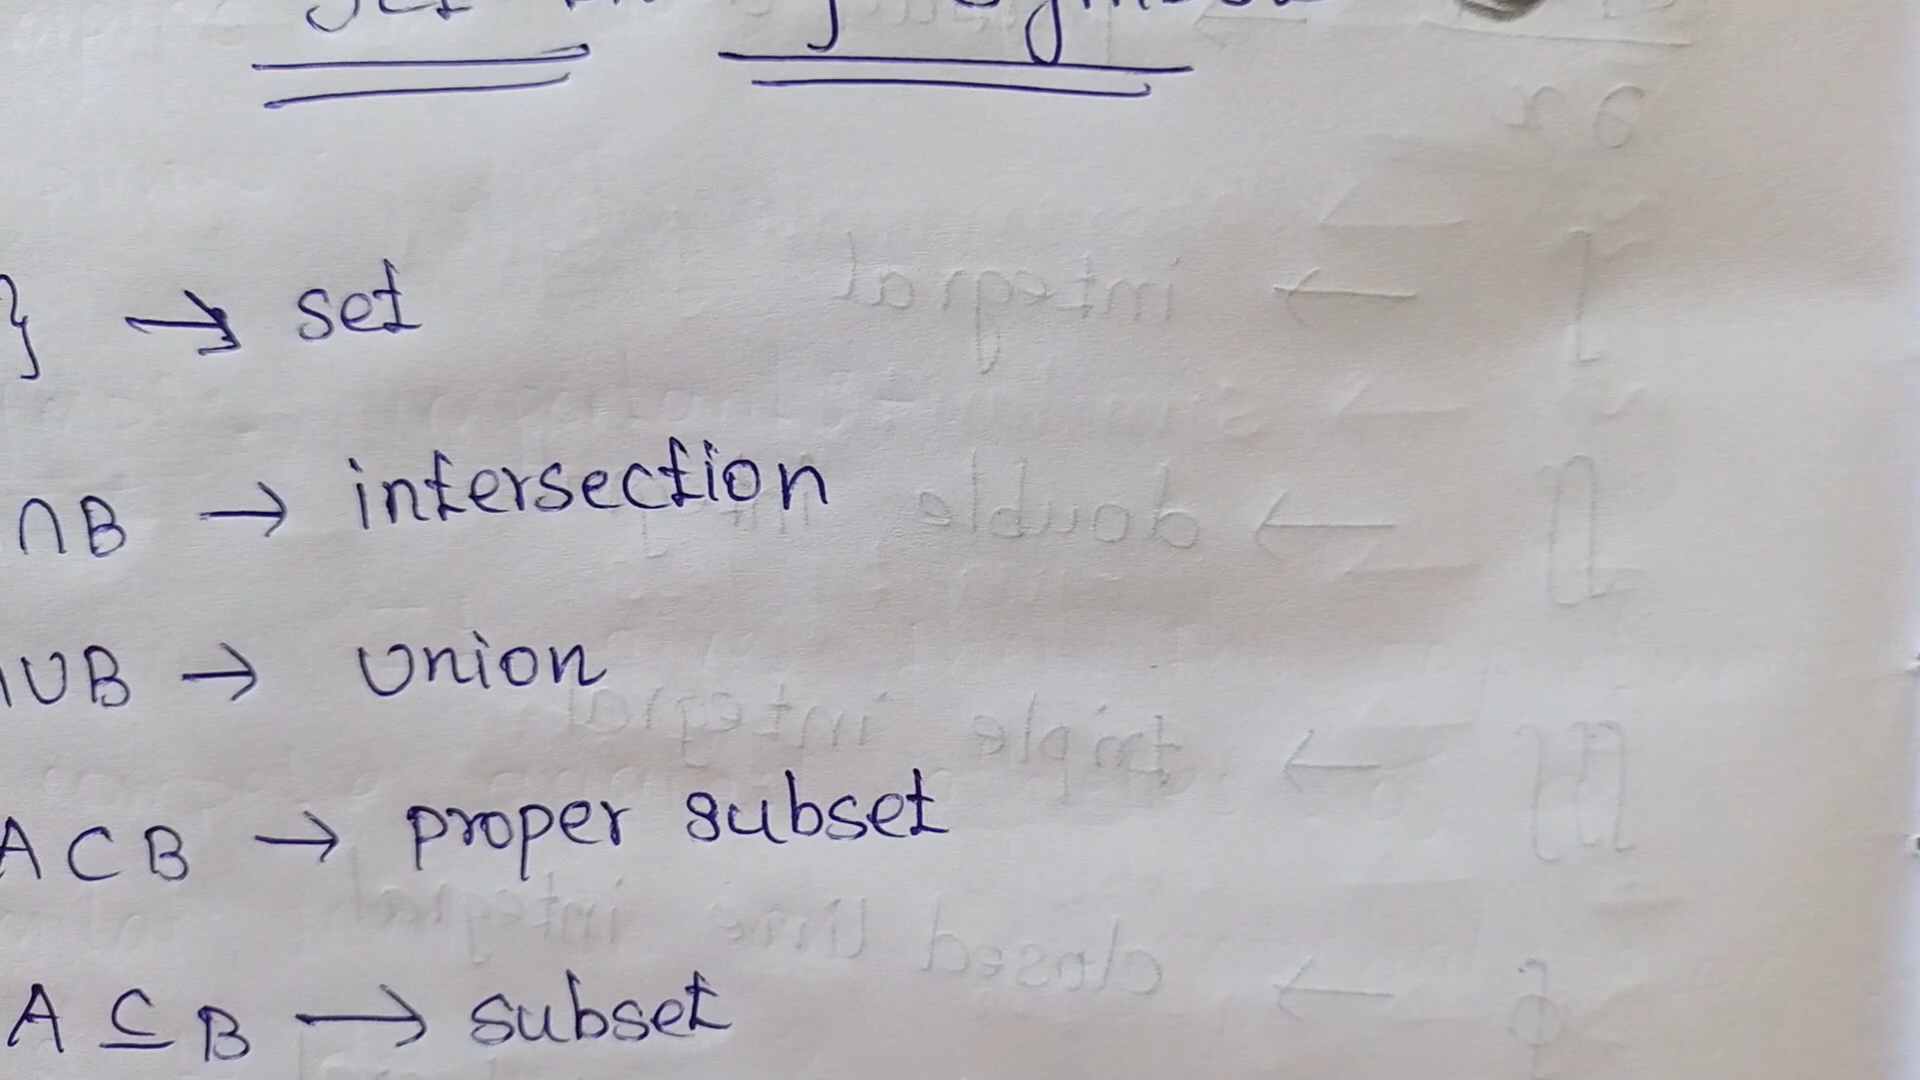 } → set
∩B → intersection
∪B → Union
A ⊂ B → proper subset
A ⊆ B → subset